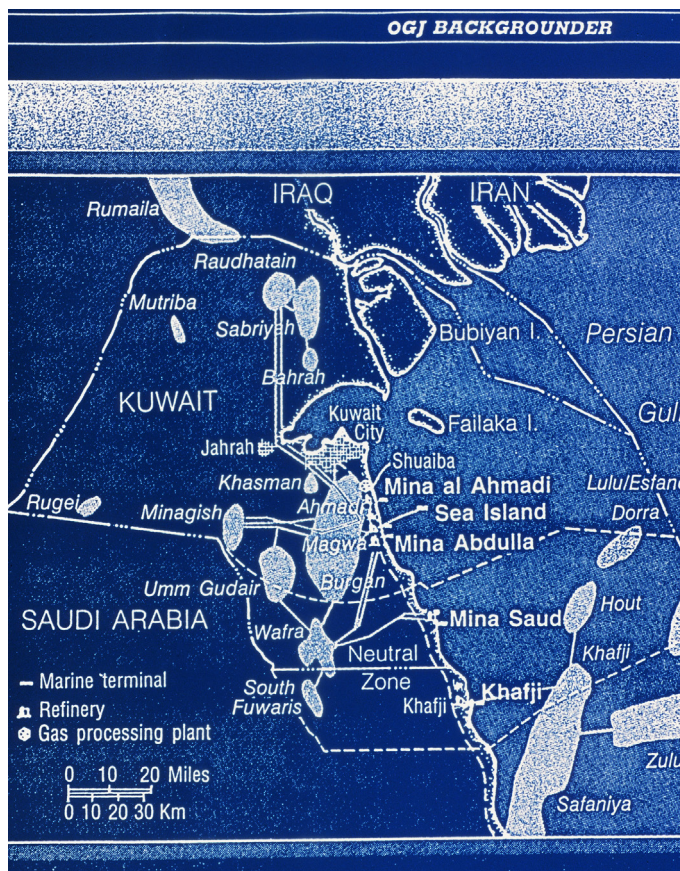 OGJ BACKGROUNDER
IRAQ
IRAN
Rumaila
Raudhatain
Mutriba
Sabriyah
Bubiyan I.
Persian
Bahrah
KUWAIT
Kuwait
City
Failaka I.
Gulf
Jahrah
Shuaiba
Khasman
Mina al Ahmadi
Lulu/Esfand
Rugei
Minagish
Ahmadi
Sea Island
Dorra
Magwa
Mina Abdulla
Umm Gudair
Burgan
Hout
SAUDI ARABIA
Mina Saud
Wafra
Neutral
Zone
Khafji
South
Fuwaris
Khafji
Khafji
Marine terminal
Refinery
Gas processing plant
0 10 20 Miles
0 10 20 30 Km
Zulu
Safaniya